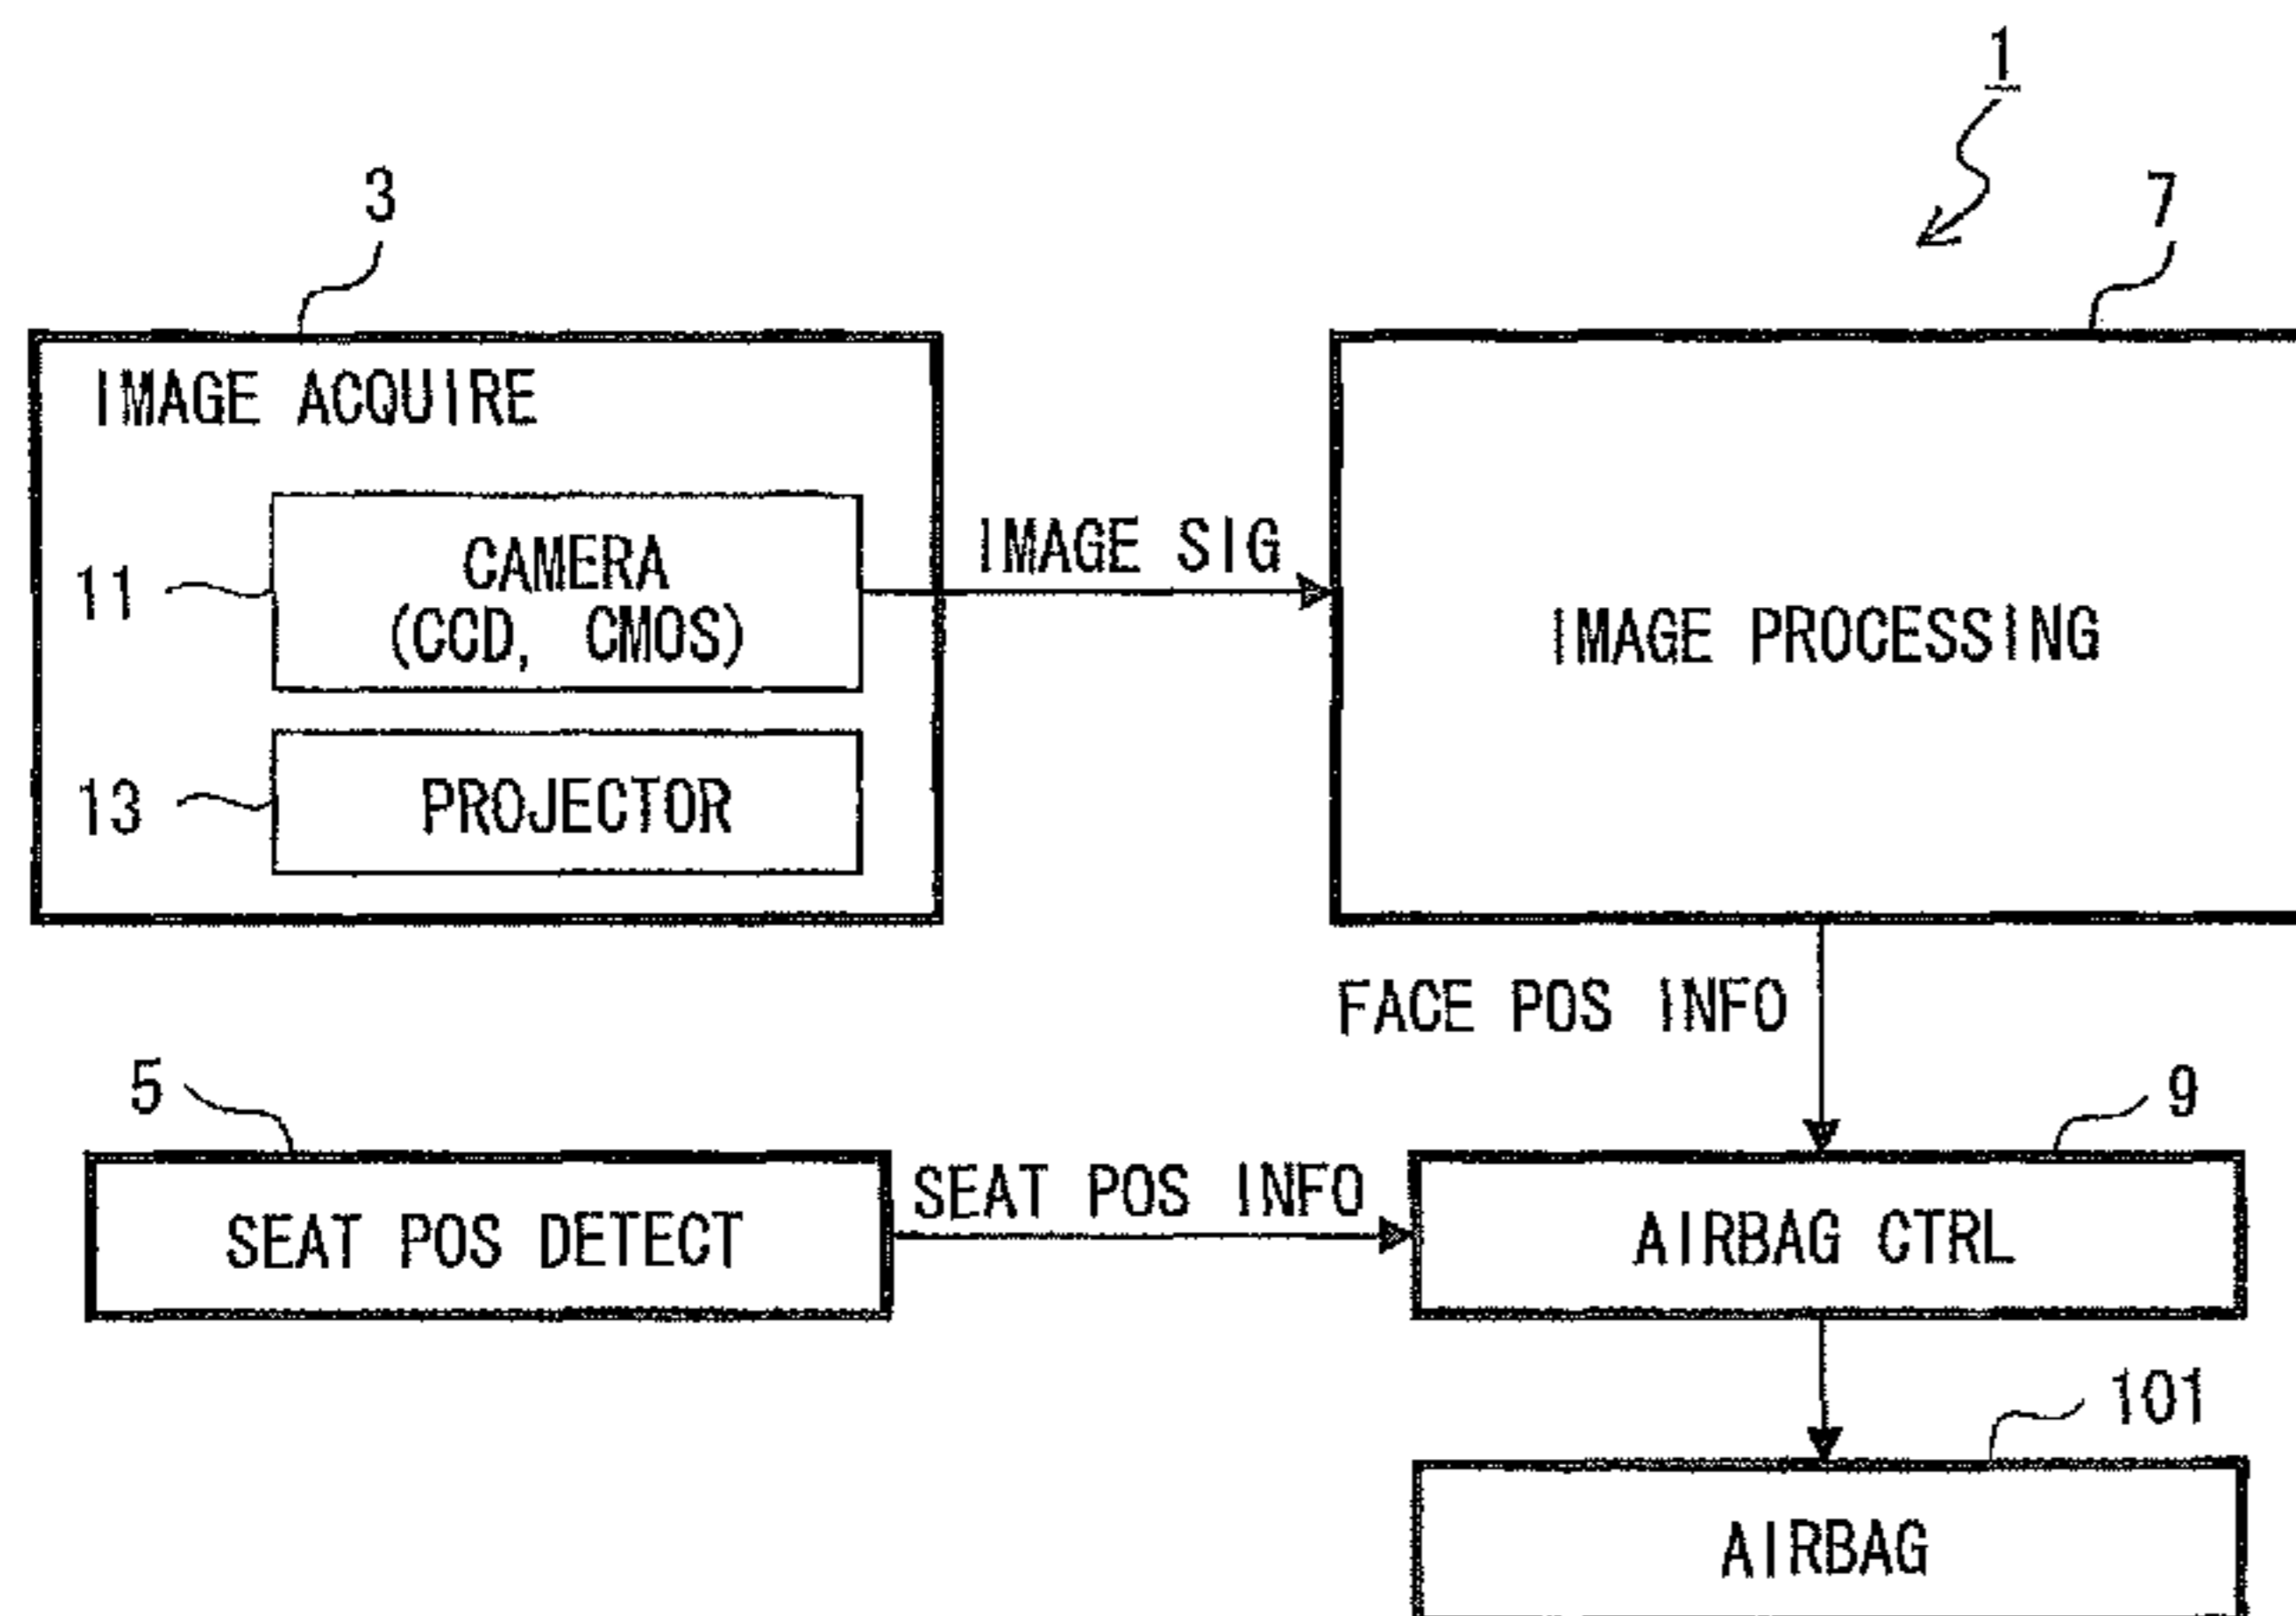 1
3
7
IMAGE ACQUIRE
11
CAMERA
(CCD, CMOS)
IMAGE SIG
IMAGE PROCESSING
13
PROJECTOR
FACE POS INFO
5
9
SEAT POS DETECT
SEAT POS INFO
AIRBAG CTRL
101
AIRBAG